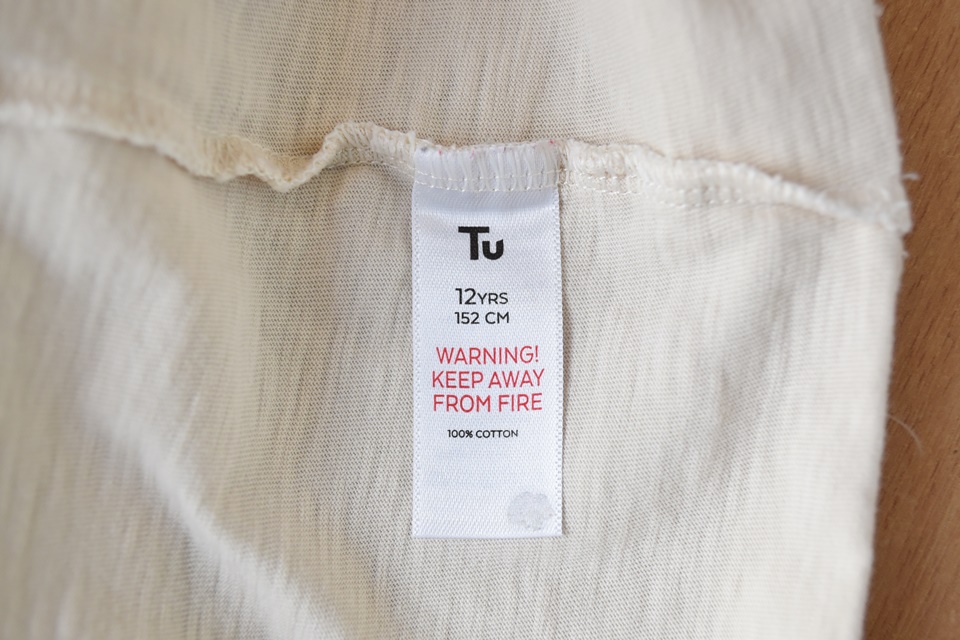 Tu
12YRS
152 CM
WARNING!
KEEP AWAY
FROM FIRE
100% COTTON